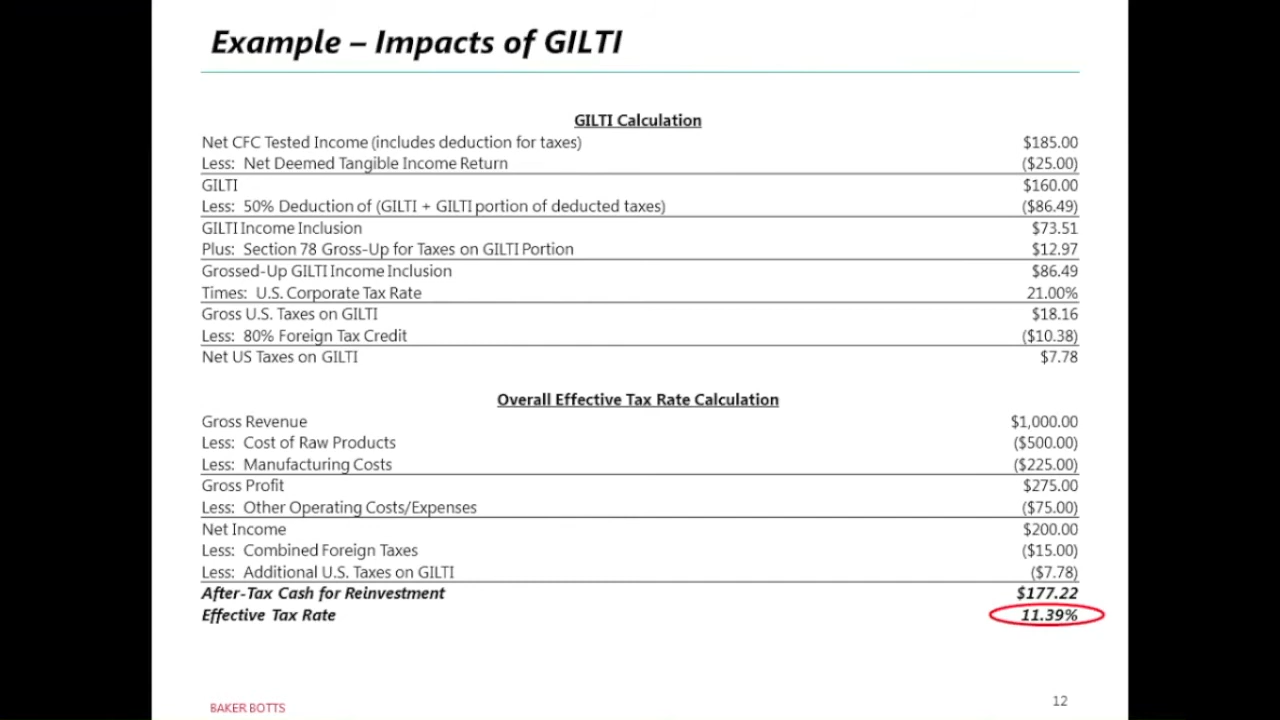 Example – Impacts of GILTI
GILTI Calculation
Net CFC Tested Income (includes deduction for taxes) $185.00
Less: Net Deemed Tangible Income Return ($25.00)
GILTI $160.00
Less: 50% Deduction of (GILTI + GILTI portion of deducted taxes) ($86.49)
GILTI Income Inclusion $73.51
Plus: Section 78 Gross-Up for Taxes on GILTI Portion $12.97
Grossed-Up GILTI Income Inclusion $86.49
Times: U.S. Corporate Tax Rate 21.00%
Gross U.S. Taxes on GILTI $18.16
Less: 80% Foreign Tax Credit ($10.38)
Net US Taxes on GILTI $7.78
Overall Effective Tax Rate Calculation
Gross Revenue $1,000.00
Less: Cost of Raw Products ($500.00)
Less: Manufacturing Costs ($225.00)
Gross Profit $275.00
Less: Other Operating Costs/Expenses ($75.00)
Net Income $200.00
Less: Combined Foreign Taxes ($15.00)
Less: Additional U.S. Taxes on GILTI ($7.78)
After-Tax Cash for Reinvestment $177.22
Effective Tax Rate 11.39%
BAKER BOTTS 12